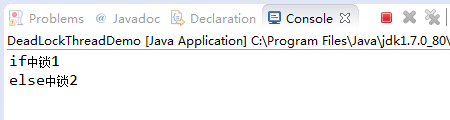 Problems @ Javadoc Declaration Console
DeadLockThreadDemo [Java Application] C:\Program Files\Java\jdk1.7.0_80\
if中锁1
else中锁2